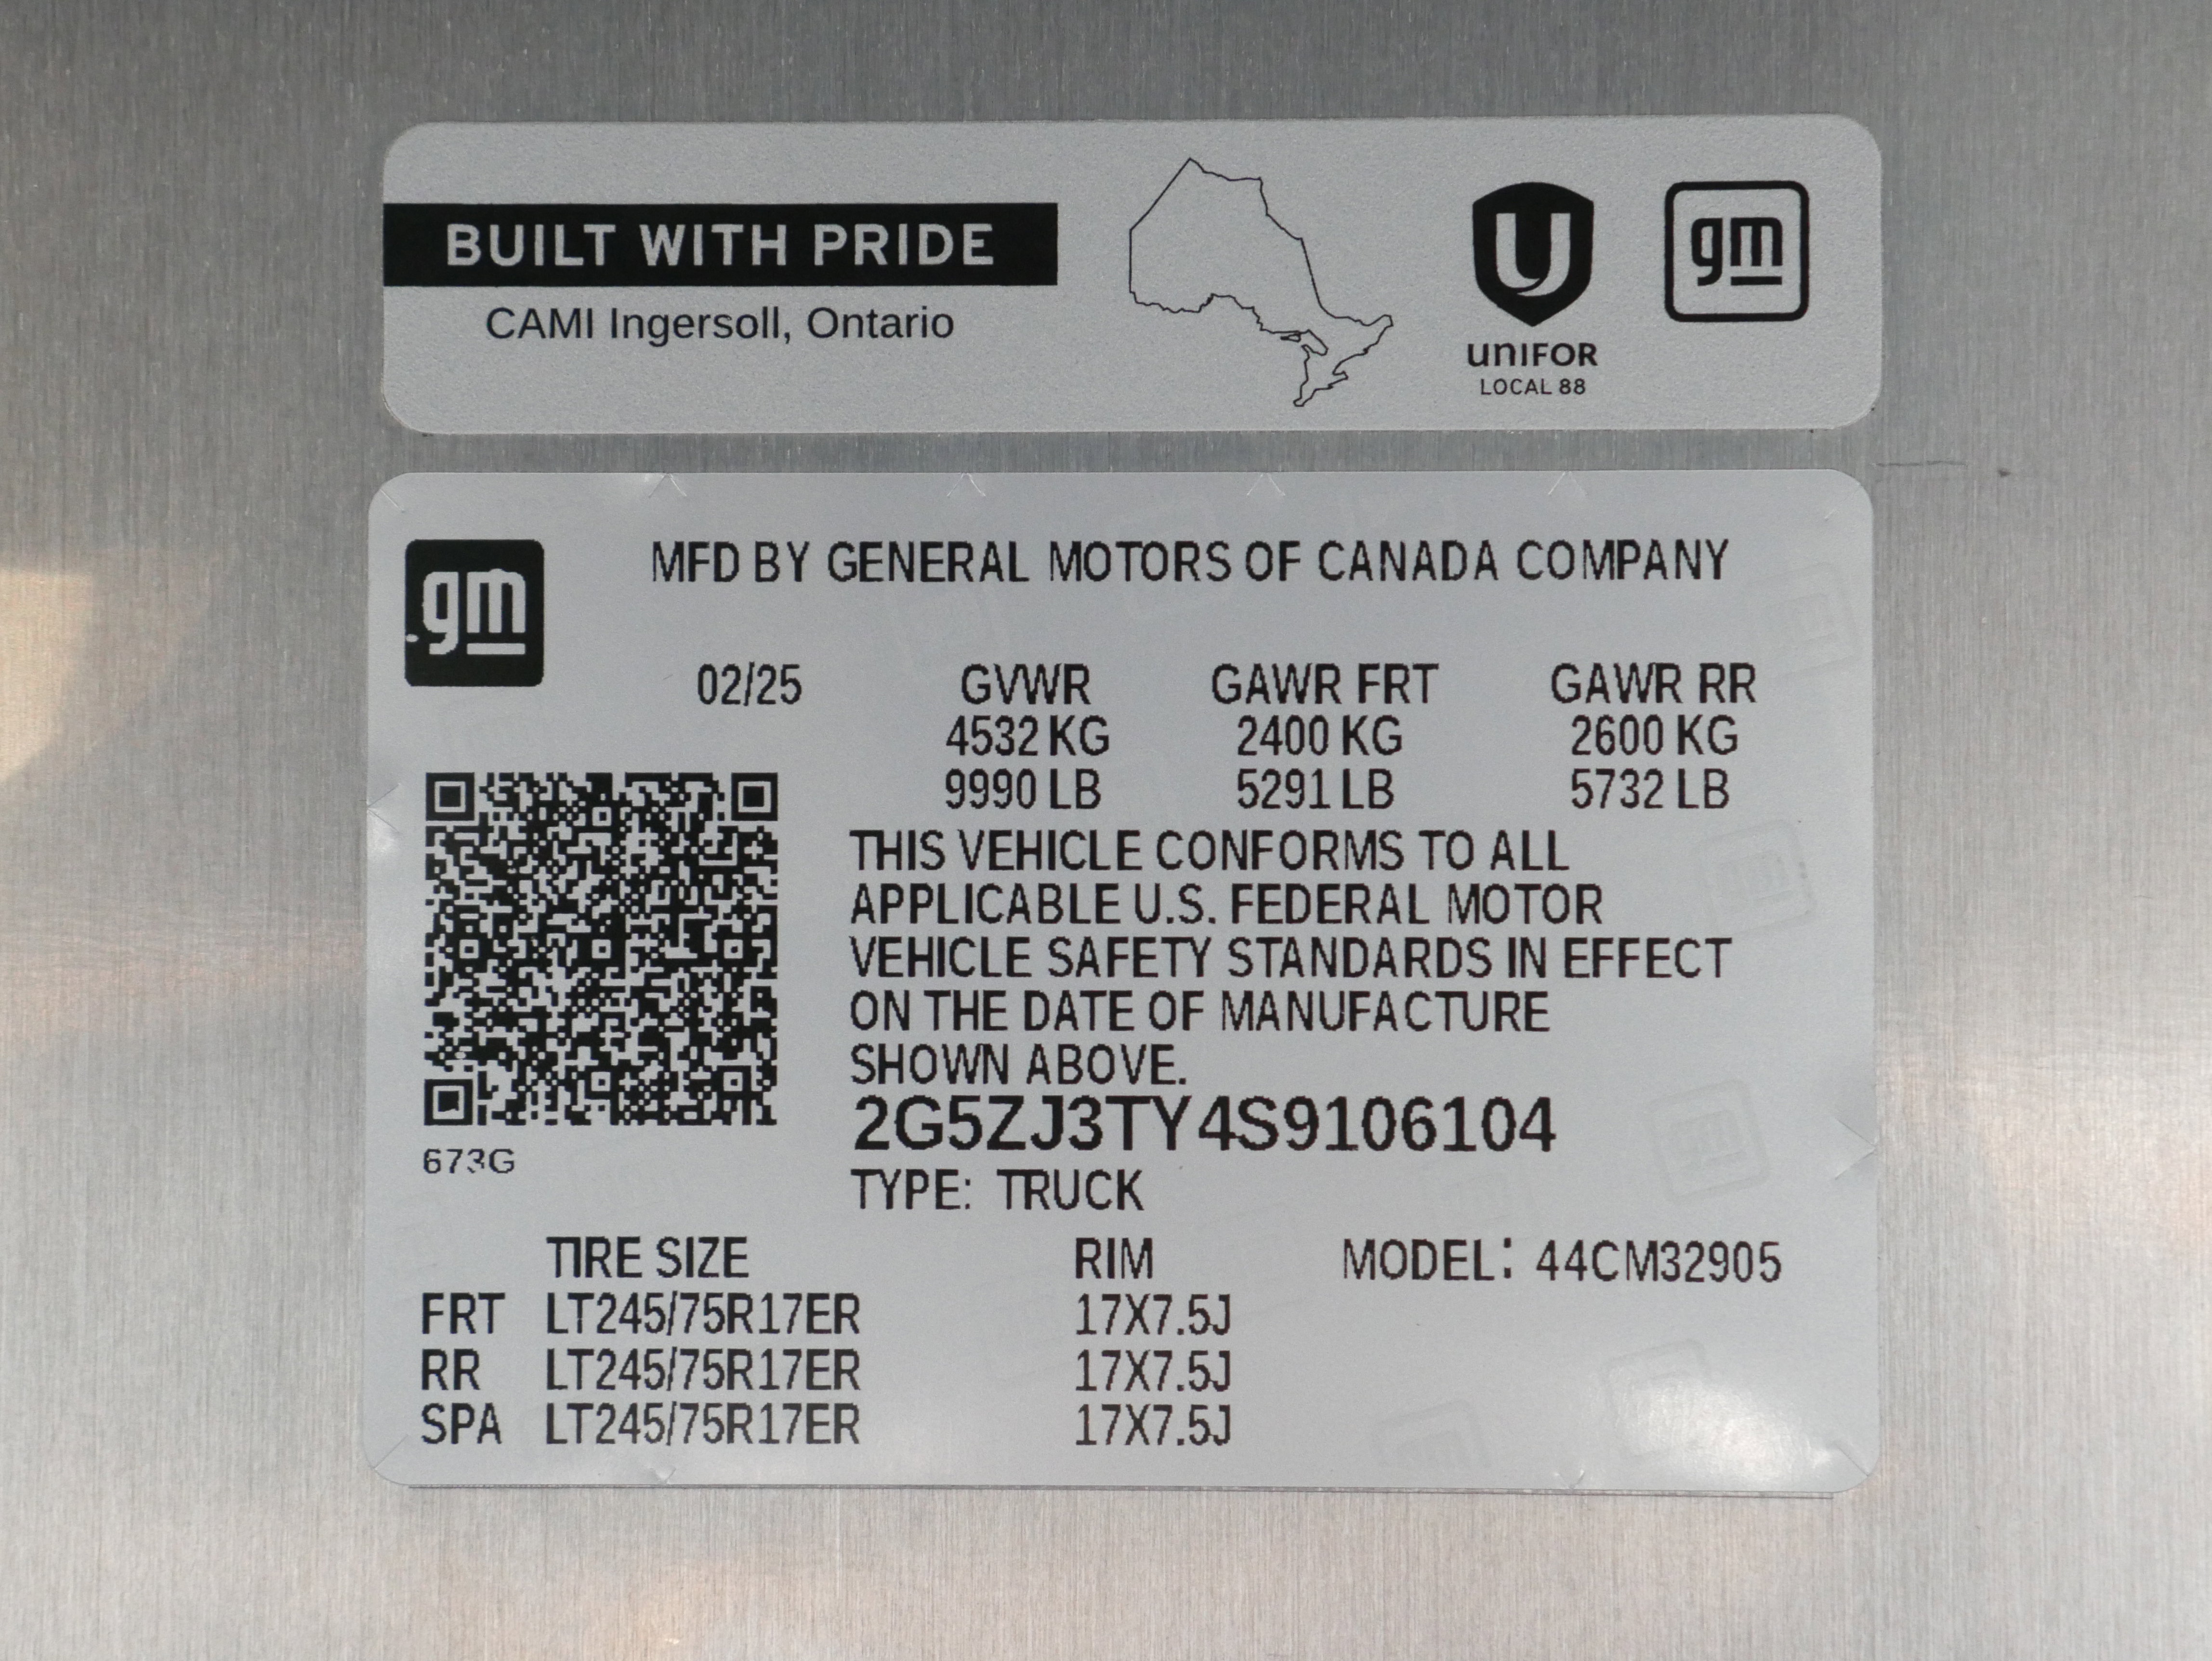 BUILT WITH PRIDE
CAMI Ingersoll, Ontario
UNIFOR
LOCAL 88
gm
gm
MFD BY GENERAL MOTORS OF CANADA COMPANY
02/25 GVWR GAWR FRT GAWR RR
4532 KG 2400 KG 2600 KG
9990 LB 5291 LB 5732 LB
THIS VEHICLE CONFORMS TO ALL
APPLICABLE U.S. FEDERAL MOTOR
VEHICLE SAFETY STANDARDS IN EFFECT
ON THE DATE OF MANUFACTURE
SHOWN ABOVE.
2G5ZJ3TY4S9106104
673G
TYPE: TRUCK
TIRE SIZE RIM MODEL: 44CM32905
FRT LT245/75R17ER 17X7.5J
RR LT245/75R17ER 17X7.5J
SPA LT245/75R17ER 17X7.5J